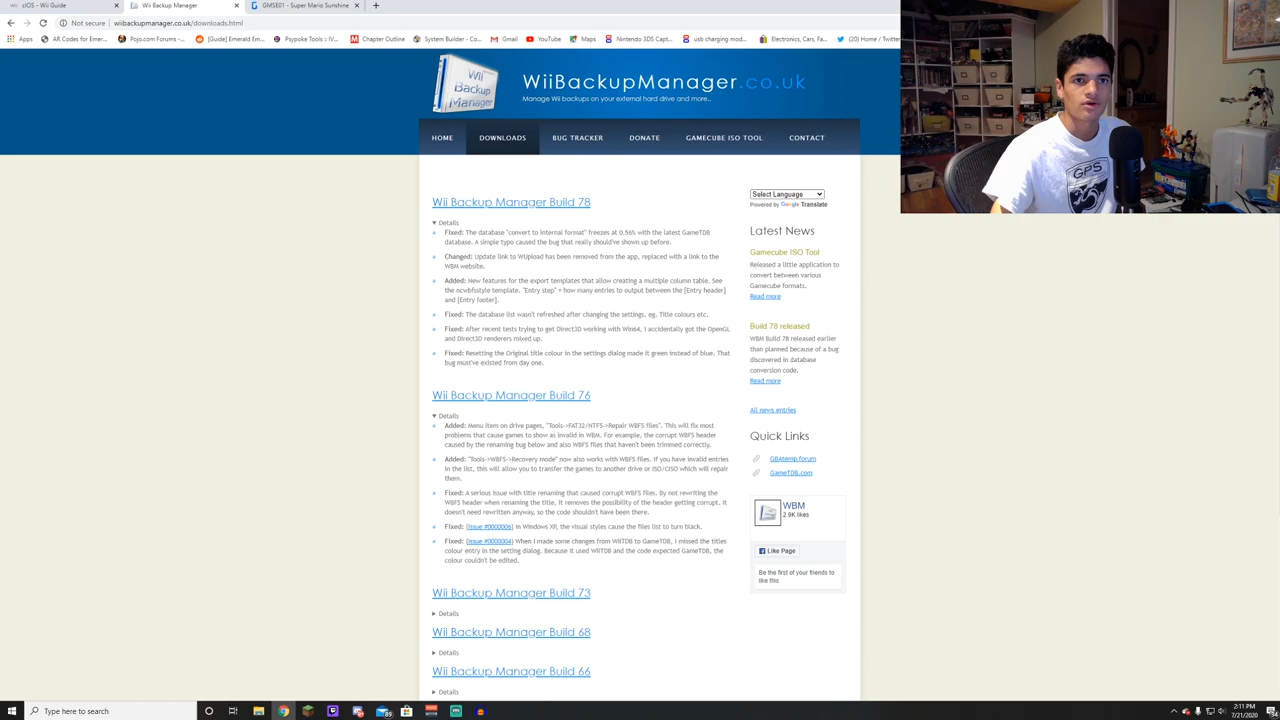 cIOS - Wii Guide
Wii Backup Manager
GMSE01 - Super Mario Sunshine
Not secure
wiibackupmanager.co.uk/downloads.html
Apps
AR Codes for Emer...
Pojo.com Forums -...
[Guide] Emerald Em...
Psypoke Tools :: IV...
Chapter Outline
System Builder - Co...
Gmail
YouTube
Maps
Nintendo 3DS Capt...
usb charging mod...
Electronics, Cars, Fa...
(20) Home / Twitter
Wii
Backup
Manager
WiiBackupManager.co.uk
Manage Wii backups on your external hard drive and more..
HOME
DOWNLOADS
BUG TRACKER
DONATE
GAMECUBE ISO TOOL
CONTACT
GPS
Wii Backup Manager Build 78
Details
Fixed: The database "convert to internal format" freezes at 0.56% with the latest GameTDB
database. A simple typo caused the bug that really should've shown up before.
Changed: Update link to WUpload has been removed from the app, replaced with a link to the
WBM website.
Added: New features for the export templates that allow creating a multiple column table. See
the ncwbfsstyle template. "Entry step" = how many entries to output between the [Entry header]
and [Entry footer].
Fixed: The database list wasn't refreshed after changing the settings. eg. Title colours etc.
Fixed: After recent tests trying to get Direct3D working with Win64, I accidentally got the OpenGL
and Direct3D renderers mixed up.
Fixed: Resetting the Original title colour in the settings dialog made it green instead of blue. That
bug must've existed from day one.
Wii Backup Manager Build 76
Details
Added: Menu item on drive pages, "Tools->FAT32/NTFS->Repair WBFS files". This will fix most
problems that cause games to show as invalid in WBM. For example, the corrupt WBFS header
caused by the renaming bug below and also WBFS files that haven't been trimmed correctly.
Added: "Tools->WBFS->Recovery mode" now also works with WBFS files. If you have invalid entries
in the list, this will allow you to transfer the games to another drive or ISO/CISO which will repair
them.
Fixed: A serious issue with title renaming that caused corrupt WBFS files. By not rewriting the
WBFS header when renaming the title, it removes the possibility of the header getting corrupt. It
doesn't need rewritten anyway, so the code shouldn't have been there.
Fixed: (Issue #0000006) In Windows XP, the visual styles cause the files list to turn black.
Fixed: (Issue #0000004) When I made some changes from WiiTDB to GameTDB, I missed the titles
colour entry in the setting dialog. Because it used WiiTDB and the code expected GameTDB, the
colour couldn't be edited.
Wii Backup Manager Build 73
Details
Wii Backup Manager Build 68
Details
Wii Backup Manager Build 66
Details
Select Language
Powered by Google Translate
Latest News
Gamecube ISO Tool
Released a little application to
convert between various
Gamecube formats.
Read more
Build 78 released
WBM Build 78 released earlier
than planned because of a bug
discovered in database
conversion code.
Read more
All news entries
Quick Links
GBAtemp forum
GameTDB.com
WBM
2.9K likes
Like Page
Be the first of your friends to
like this
Type here to search
89
2:11 PM
7/21/2020